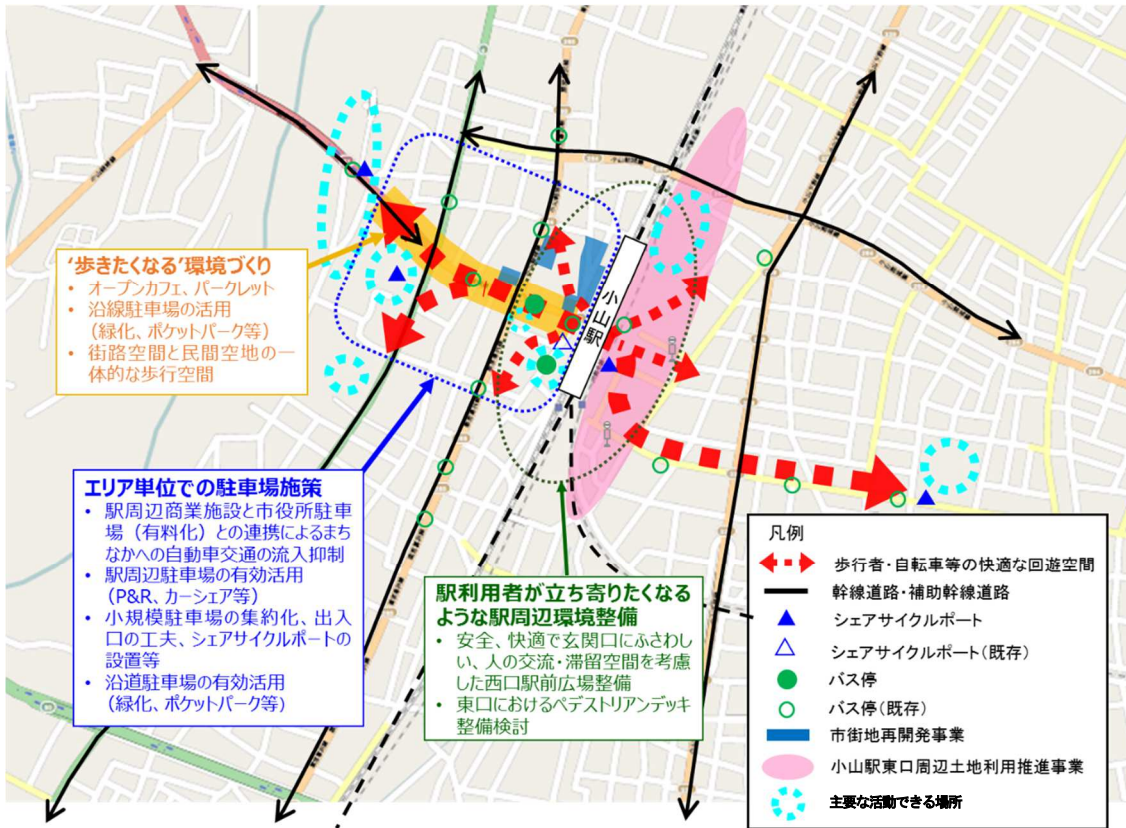 ‘歩きたくなる’環境づくり
• オープンカフェ、パークレット
• 沿線駐車場の活用
（緑化、ポケットパーク等）
• 街路空間と民間空地の一
体的な歩行空間
小山駅
エリア単位での駐車場施策
• 駅周辺商業施設と市役所駐車
場（有料化）との連携によるまち
なかへの自動車交通の流入抑制
• 駅周辺駐車場の有効活用
（P&R、カーシェア等）
• 小規模駐車場の集約化、出入
口の工夫、シェアサイクルポートの
設置等
• 沿道駐車場の有効活用
（緑化、ポケットパーク等）
駅利用者が立ち寄りたくなる
ような駅周辺環境整備
• 安全、快適で玄関口にふさわし
い、人の交流・滞留空間を考慮
した西口駅前広場整備
• 東口におけるペデストリアンデッキ
整備検討
凡例
歩行者・自転車等の快適な回遊空間
幹線道路・補助幹線道路
シェアサイクルポート
シェアサイクルポート（既存）
バス停
バス停（既存）
市街地再開発事業
小山駅東口周辺土地利用推進事業
主要な活動できる場所